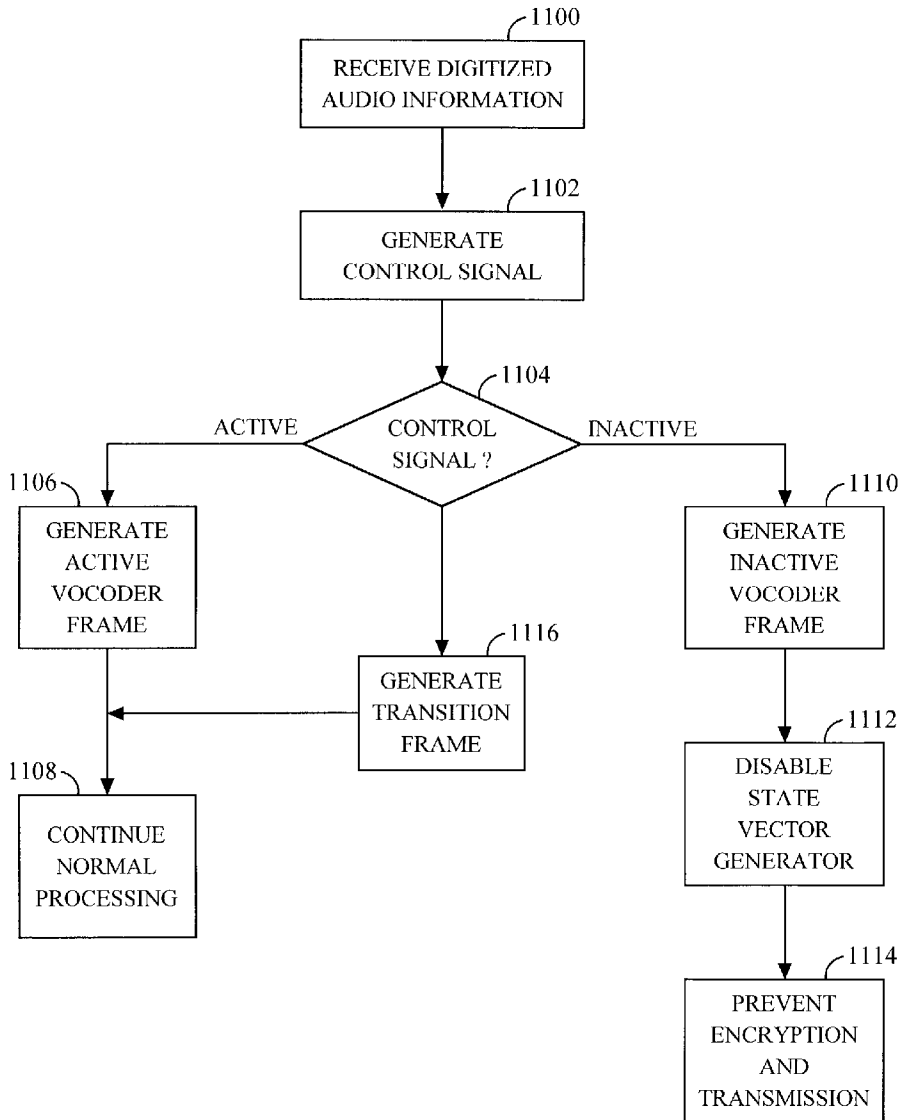 1100
RECEIVE DIGITIZED
AUDIO INFORMATION
1102
GENERATE
CONTROL SIGNAL
1104
CONTROL
SIGNAL ?
ACTIVE
INACTIVE
1106
GENERATE
ACTIVE
VOCODER
FRAME
1110
GENERATE
INACTIVE
VOCODER
FRAME
1116
GENERATE
TRANSITION
FRAME
1108
CONTINUE
NORMAL
PROCESSING
1112
DISABLE
STATE
VECTOR
GENERATOR
1114
PREVENT
ENCRYPTION
AND
TRANSMISSION